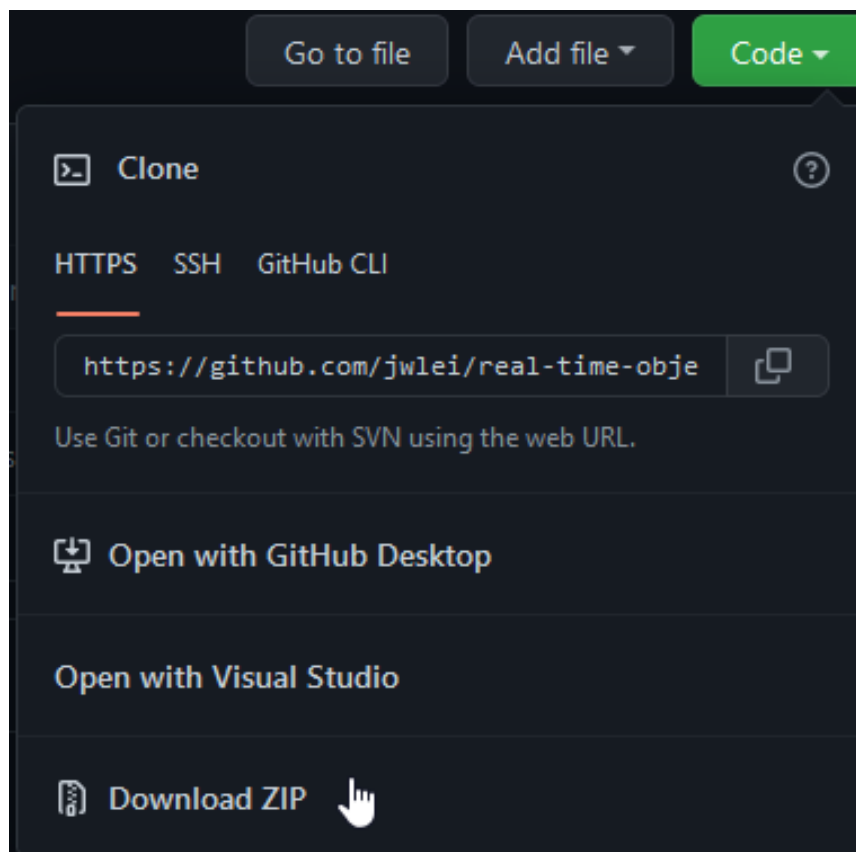 Go to file Add file Code
Clone
HTTPS SSH GitHub CLI
https://github.com/jwlei/real-time-obje
Use Git or checkout with SVN using the web URL.
Open with GitHub Desktop
Open with Visual Studio
Download ZIP